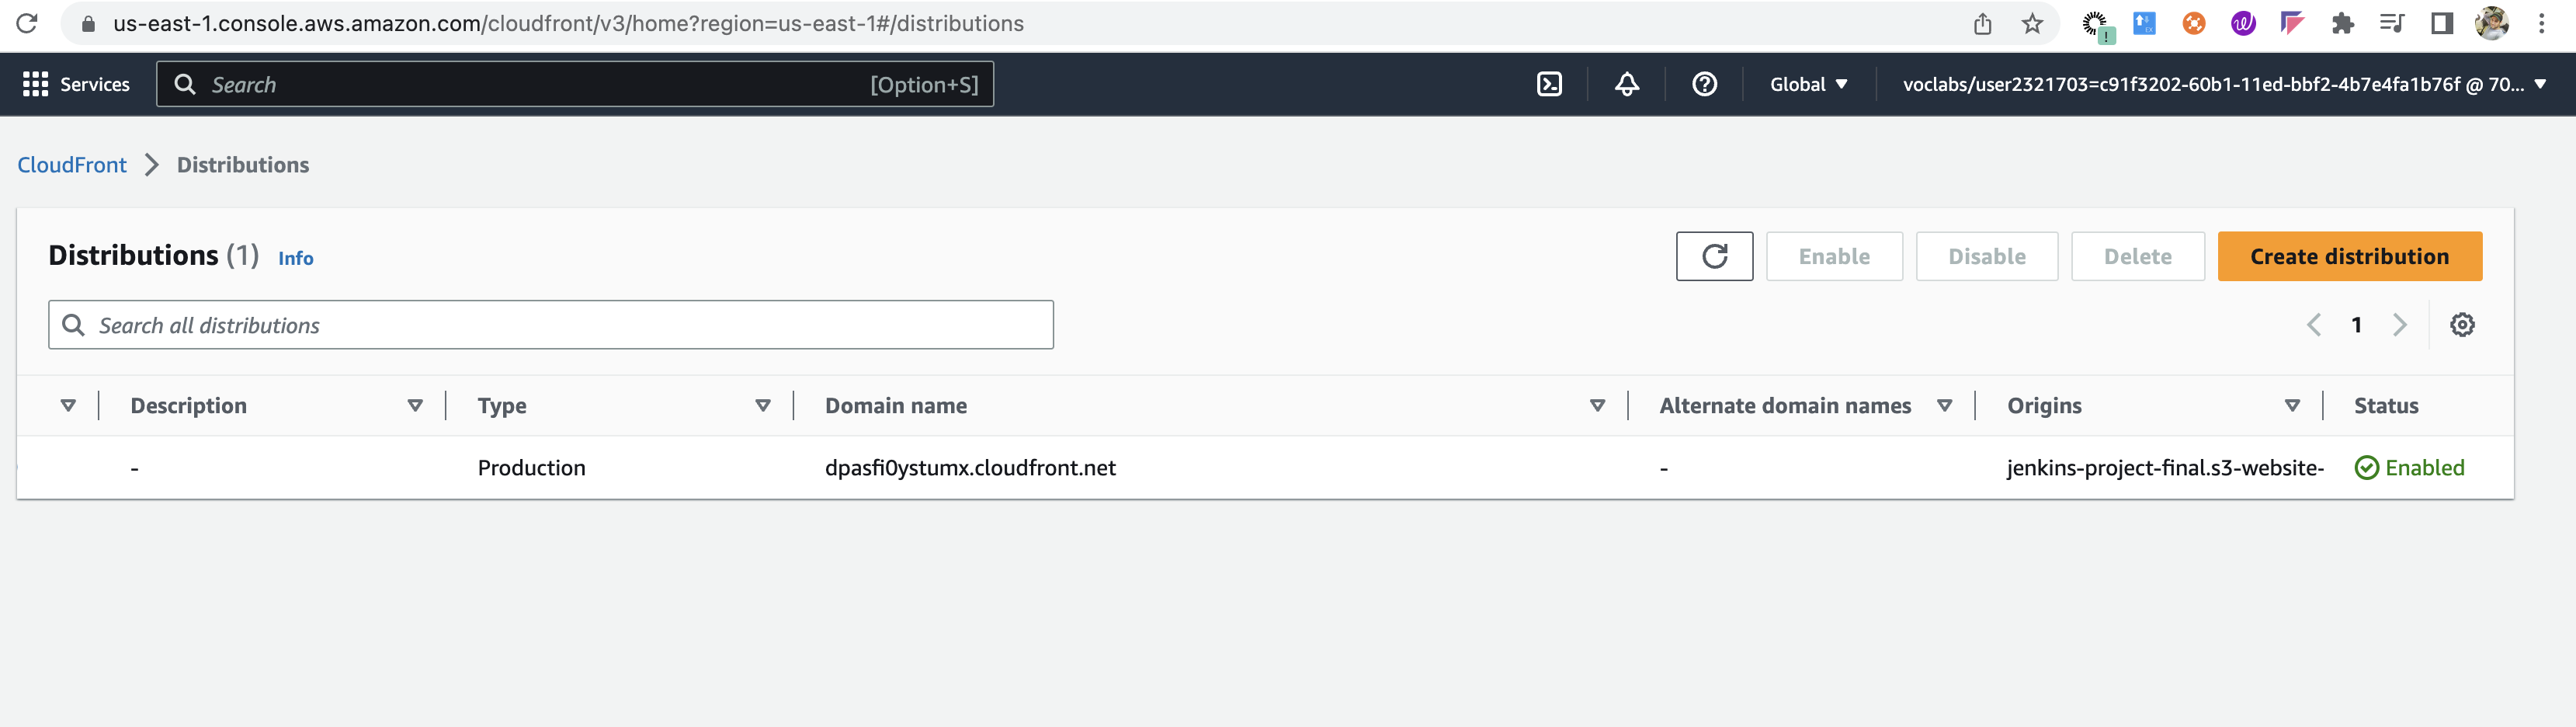 us-east-1.console.aws.amazon.com/cloudfront/v3/home?region=us-east-1#/distributions
Services
Search
[Option+S]
Global
voclabs/user2321703=c91f3202-60b1-11ed-bbf2-4b7e4fa1b76f @ 70...
CloudFront
Distributions
Distributions (1)
Info
Enable
Disable
Delete
Create distribution
Search all distributions
1
Description
Type
Domain name
Alternate domain names
Origins
Status
-
Production
dpasfi0ystumx.cloudfront.net
-
jenkins-project-final.s3-website-
Enabled